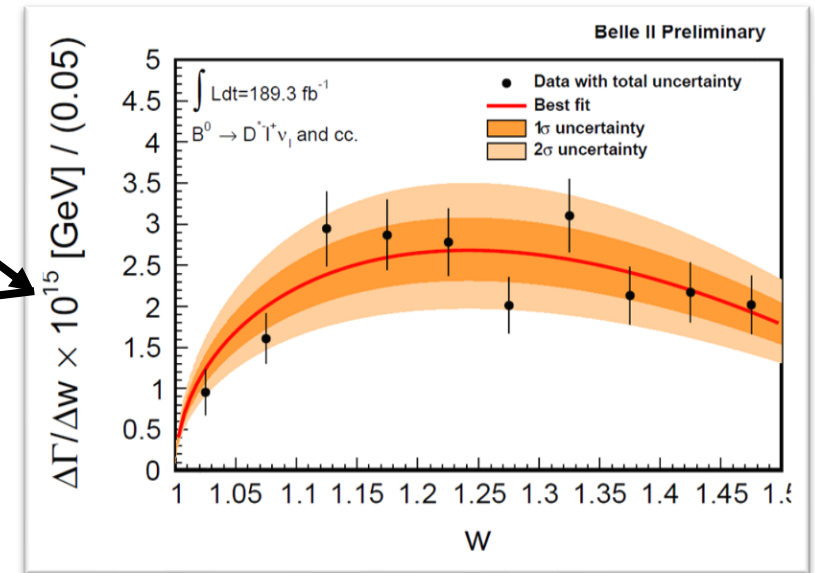 Belle II Preliminary
ΔΓ/Δw × 10¹⁵ [GeV] / (0.05)
5
4.5
4
3.5
3
2.5
2
1.5
1
0.5
0
∫ Ldt=189.3 fb⁻¹
B⁰ → D*⁻l⁺ν_l and cc.
Data with total uncertainty
Best fit
1σ uncertainty
2σ uncertainty
1 1.05 1.1 1.15 1.2 1.25 1.3 1.35 1.4 1.45 1.5
w